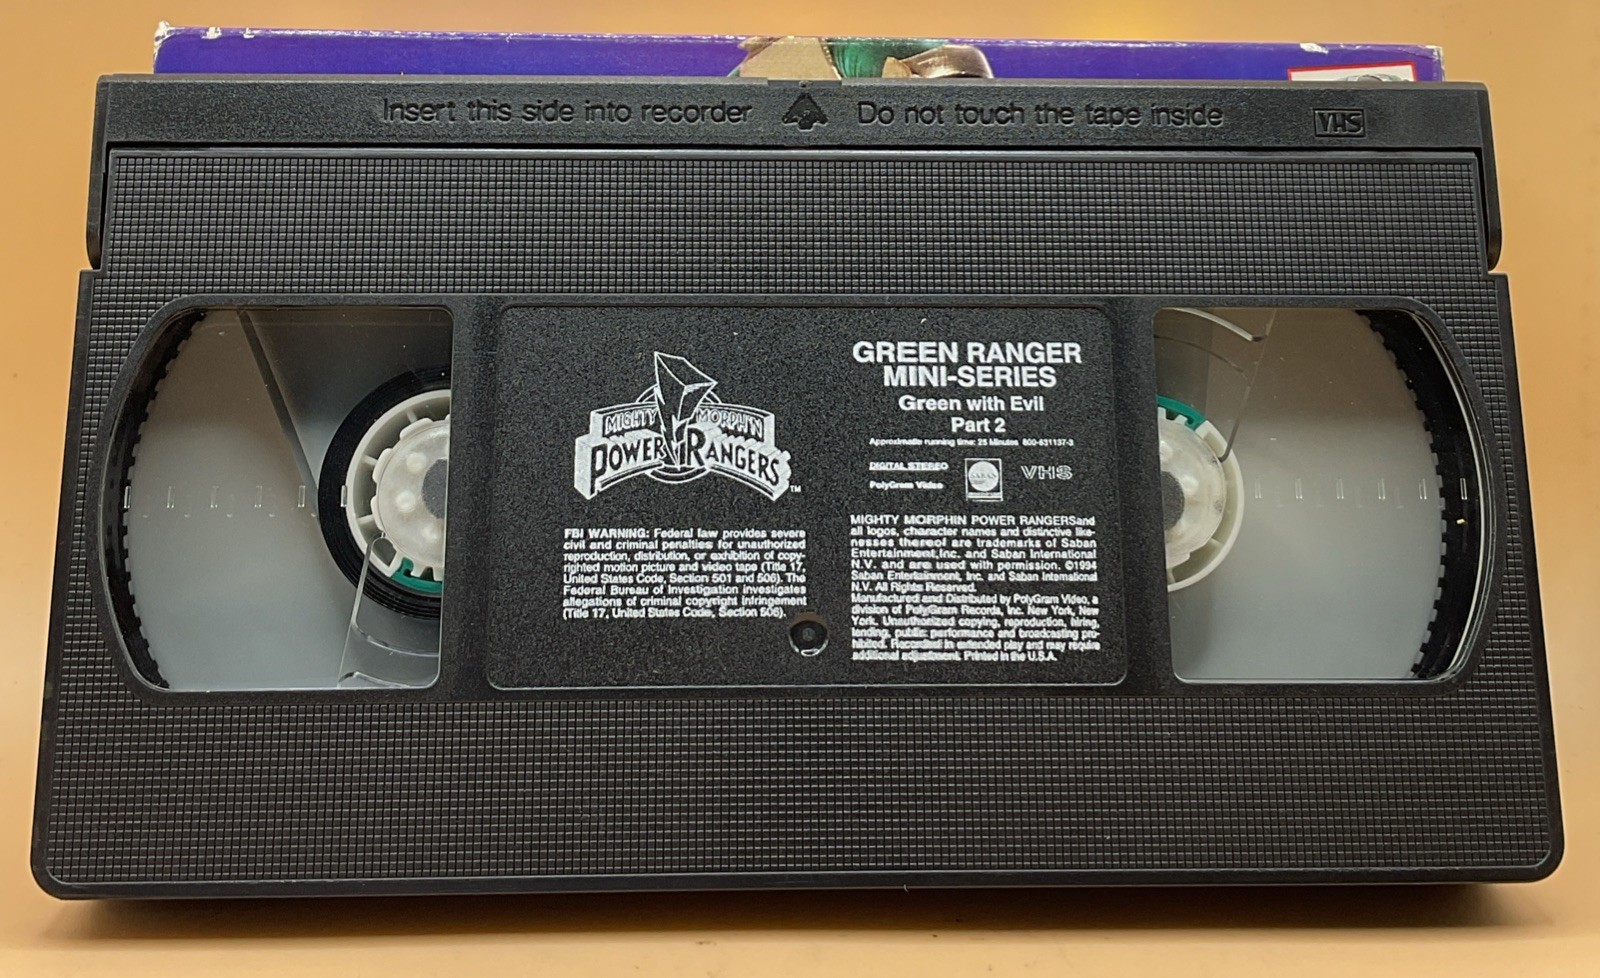 Insert this side into recorder Do not touch the tape inside VHS
MIGHTY MORPHIN
POWER RANGERS™
FBI WARNING: Federal law provides severe
civil and criminal penalties for unauthorized
reproduction, distribution, or exhibition of copy-
righted motion picture and video tape (Title 17,
United States Code, Section 501 and 506). The
Federal Bureau of Investigation investigates
allegations of criminal copyright infringement
(Title 17, United States Code, Section 506).
GREEN RANGER
MINI-SERIES
Green with Evil
Part 2
Approximate running time: 25 Minutes 800-631137-3
DIGITAL STEREO
PolyGram Video
VHS
MIGHTY MORPHIN POWER RANGERSand
all logos, character names and distinctive like-
nesses thereof are trademarks of Saban
Entertainment,Inc. and Saban International
N.V. and are used with permission. ©1994
Saban Entertainment, Inc. and Saban International
N.V. All Rights Reserved.
Manufactured and Distributed by PolyGram Video, a
division of PolyGram Records, Inc. New York, New
York. Unauthorized copying, reproduction, hiring,
lending, public performance and broadcasting pro-
hibited. Recorded in extended play and may require
additional adjustment. Printed in the U.S.A.